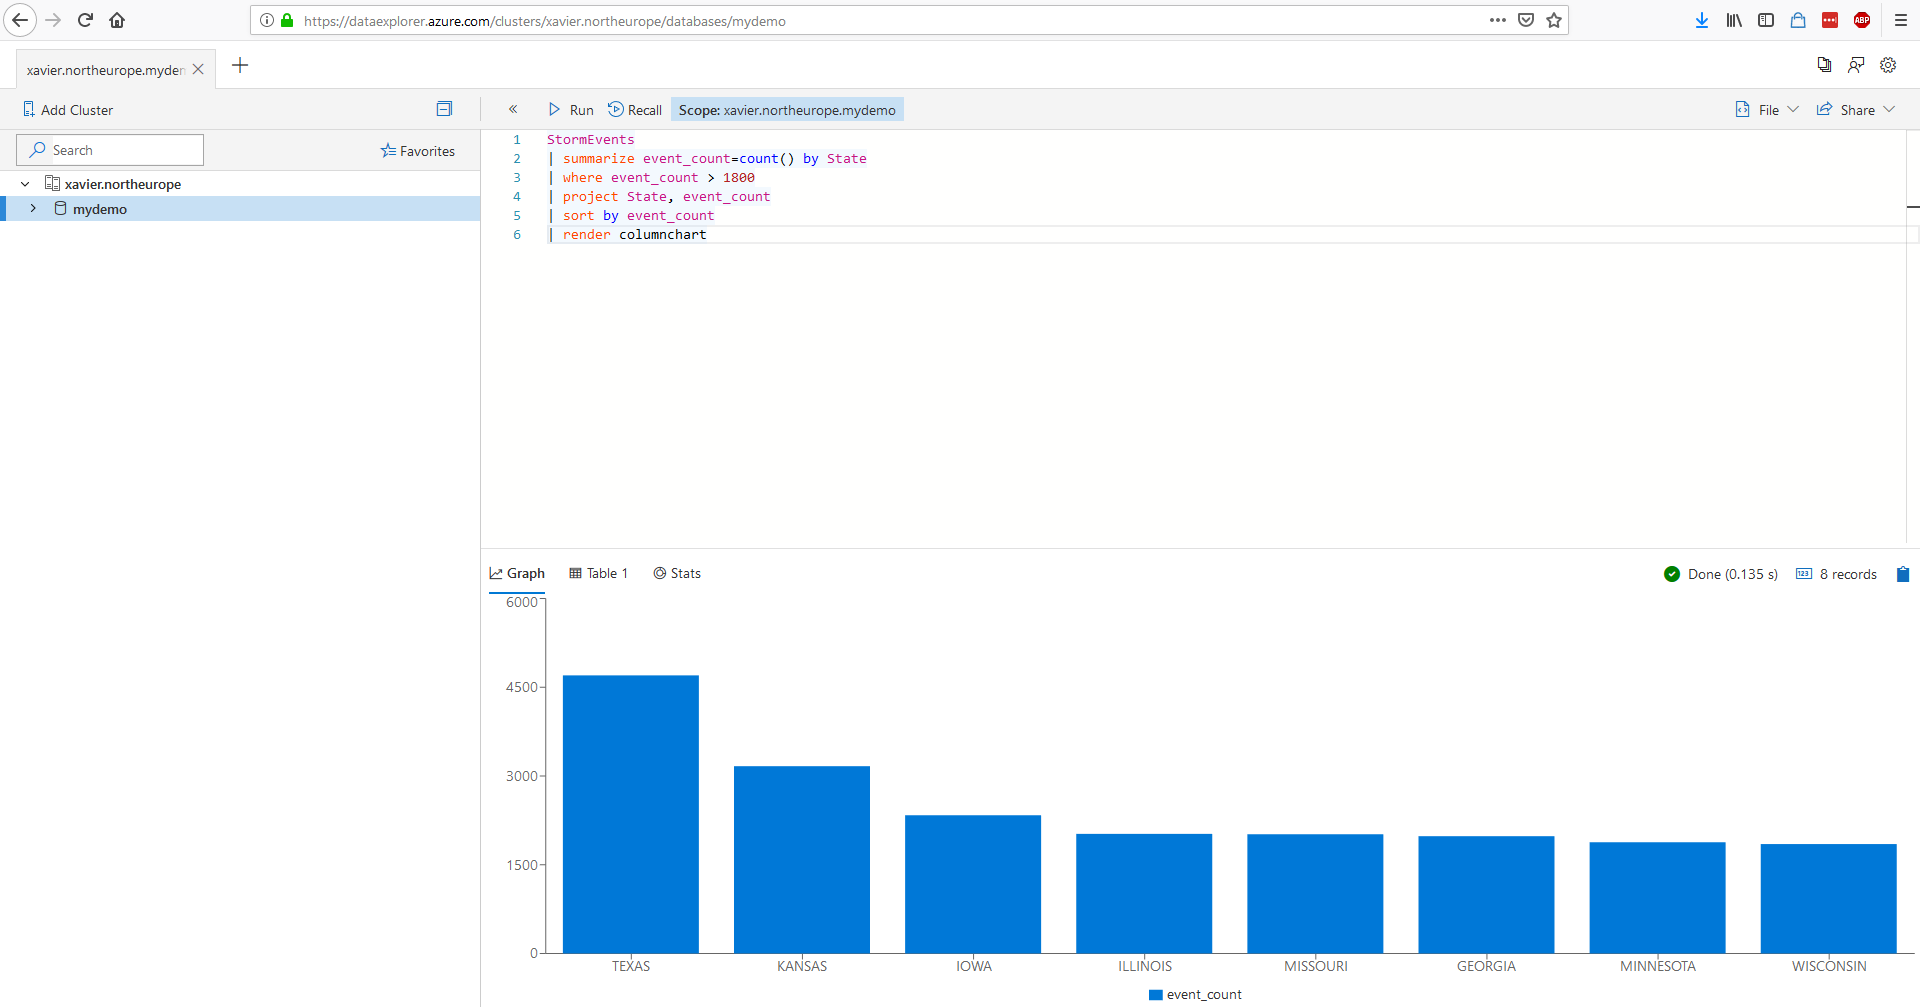 https://dataexplorer.azure.com/clusters/xavier.northeurope/databases/mydemo
ABP
xavier.northeurope.myden
Add Cluster
Run Recall Scope: xavier.northeurope.mydemo File Share
Search
Favorites
xavier.northeurope
mydemo
1 StormEvents
2 | summarize event_count=count() by State
3 | where event_count > 1800
4 | project State, event_count
5 | sort by event_count
6 | render columnchart
Graph Table 1 Stats Done (0.135 s) 123 8 records
6000
4500
3000
1500
0
TEXAS KANSAS IOWA ILLINOIS MISSOURI GEORGIA MINNESOTA WISCONSIN
event_count